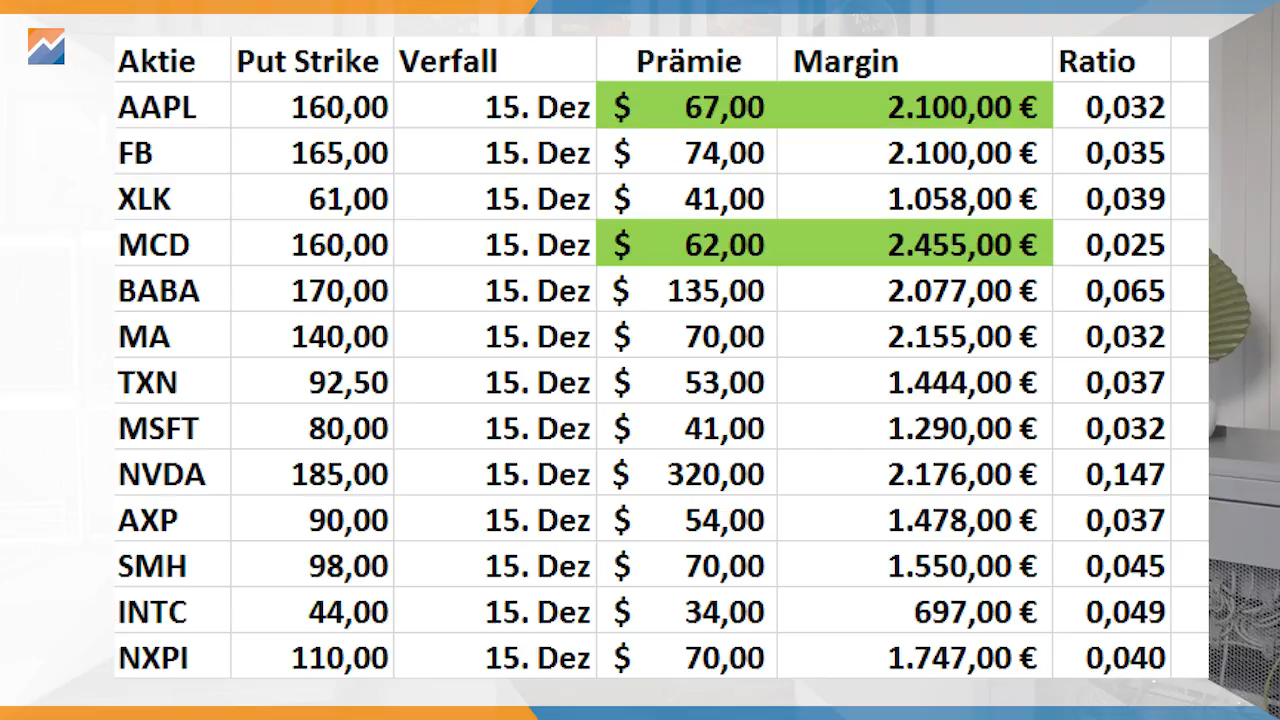 Aktie Put Strike Verfall Prämie Margin Ratio
AAPL 160,00 15. Dez $ 67,00 2.100,00 € 0,032
FB 165,00 15. Dez $ 74,00 2.100,00 € 0,035
XLK 61,00 15. Dez $ 41,00 1.058,00 € 0,039
MCD 160,00 15. Dez $ 62,00 2.455,00 € 0,025
BABA 170,00 15. Dez $ 135,00 2.077,00 € 0,065
MA 140,00 15. Dez $ 70,00 2.155,00 € 0,032
TXN 92,50 15. Dez $ 53,00 1.444,00 € 0,037
MSFT 80,00 15. Dez $ 41,00 1.290,00 € 0,032
NVDA 185,00 15. Dez $ 320,00 2.176,00 € 0,147
AXP 90,00 15. Dez $ 54,00 1.478,00 € 0,037
SMH 98,00 15. Dez $ 70,00 1.550,00 € 0,045
INTC 44,00 15. Dez $ 34,00 697,00 € 0,049
NXPI 110,00 15. Dez $ 70,00 1.747,00 € 0,040